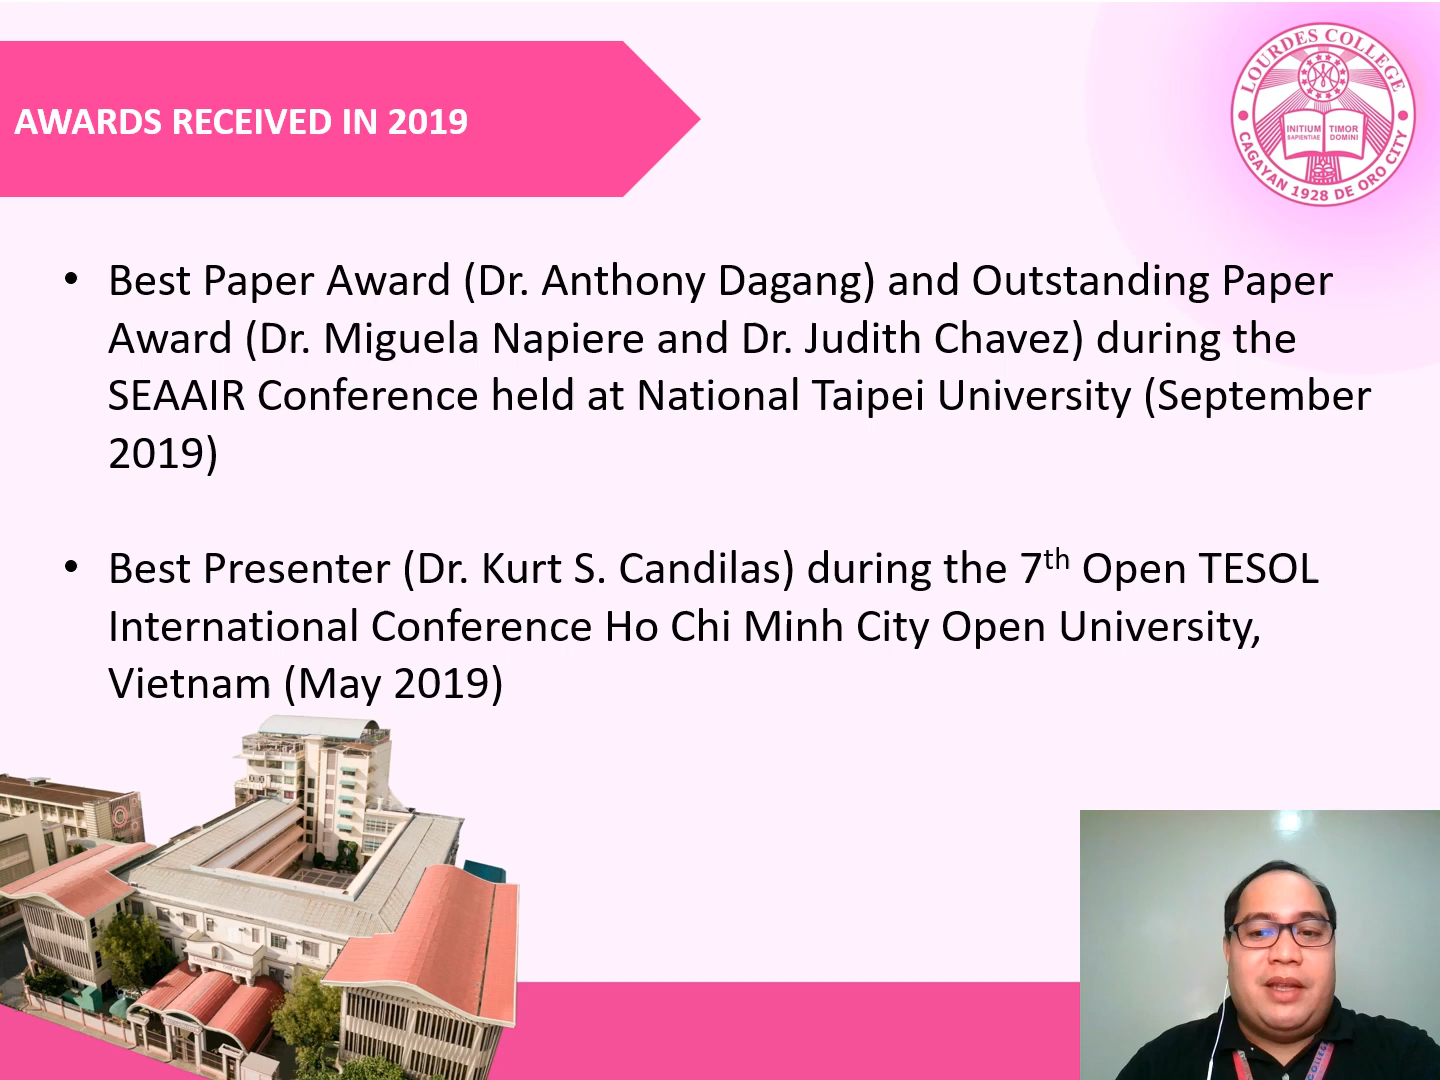 AWARDS RECEIVED IN 2019
LOURDES COLLEGE
INITIUM TIMOR
SAPIENTIAE DOMINI
CAGAYAN 1928 DE ORO CITY
• Best Paper Award (Dr. Anthony Dagang) and Outstanding Paper
Award (Dr. Miguela Napiere and Dr. Judith Chavez) during the
SEAAIR Conference held at National Taipei University (September
2019)
• Best Presenter (Dr. Kurt S. Candilas) during the 7th Open TESOL
International Conference Ho Chi Minh City Open University,
Vietnam (May 2019)